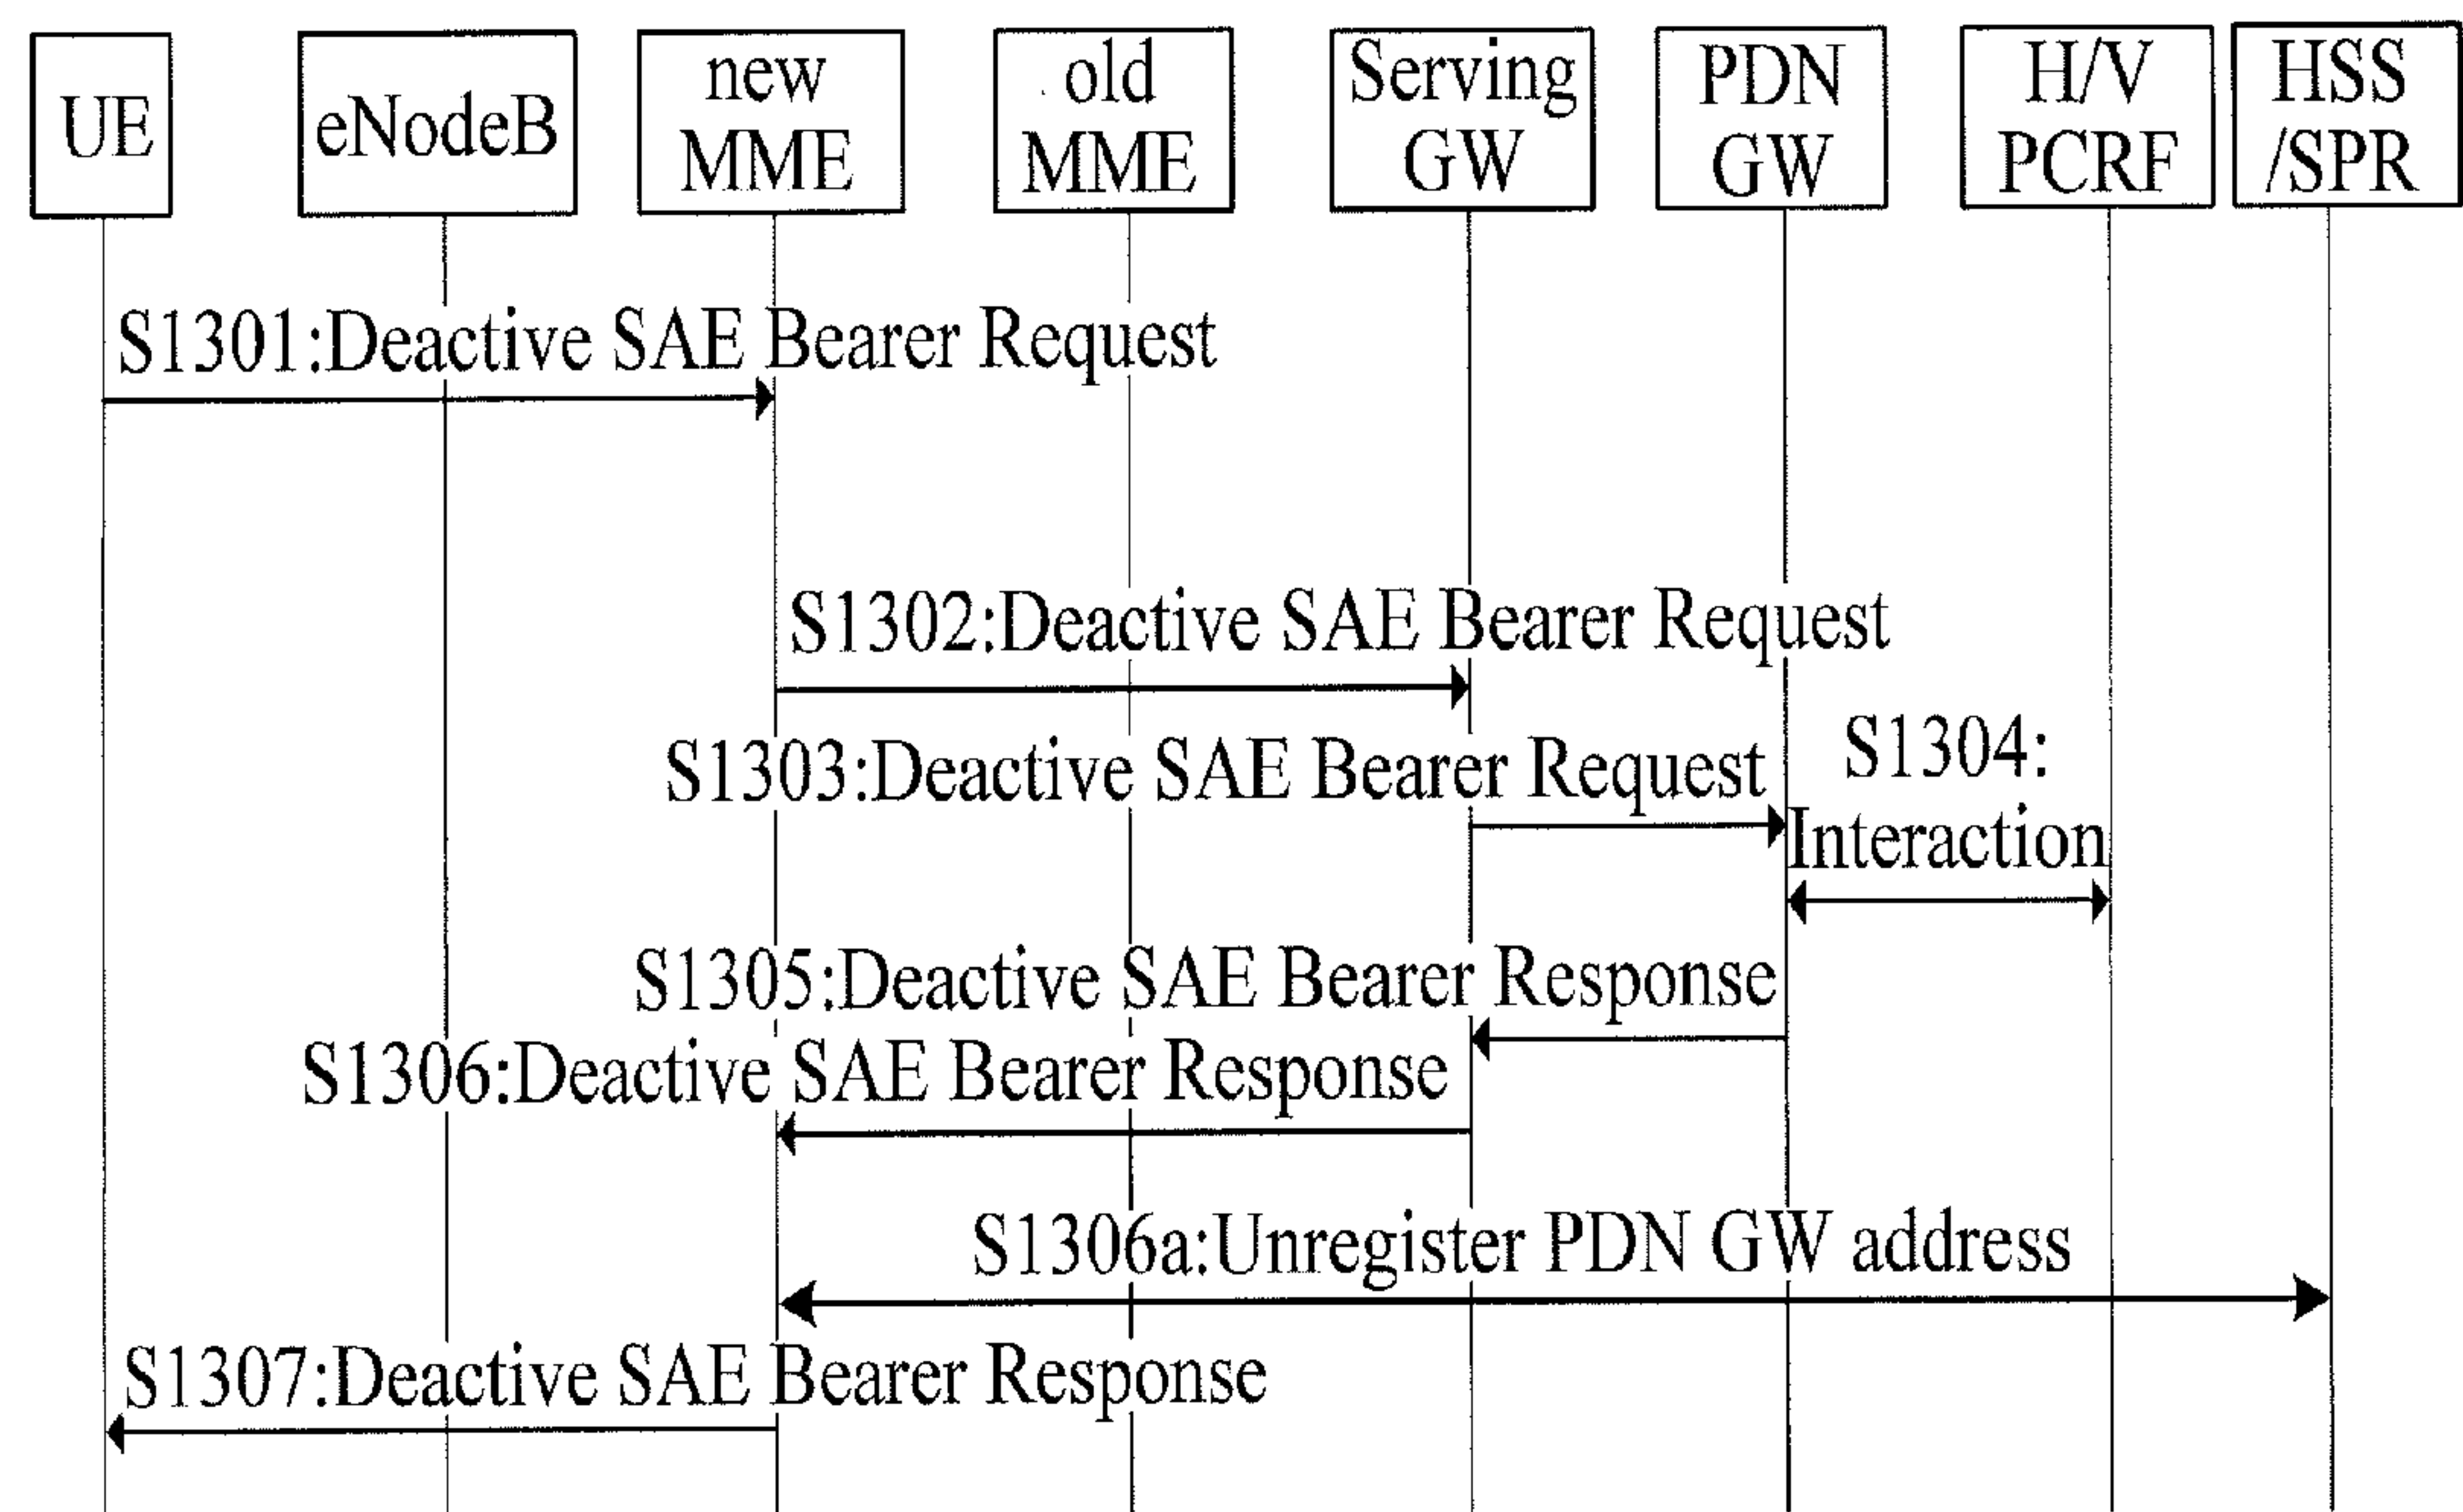 UE
eNodeB
new
MME
old
MME
Serving
GW
PDN
GW
H/V
PCRF
HSS
/SPR
S1301:Deactive SAE Bearer Request
S1302:Deactive SAE Bearer Request
S1303:Deactive SAE Bearer Request
S1304:
Interaction
S1305:Deactive SAE Bearer Response
S1306:Deactive SAE Bearer Response
S1306a:Unregister PDN GW address
S1307:Deactive SAE Bearer Response